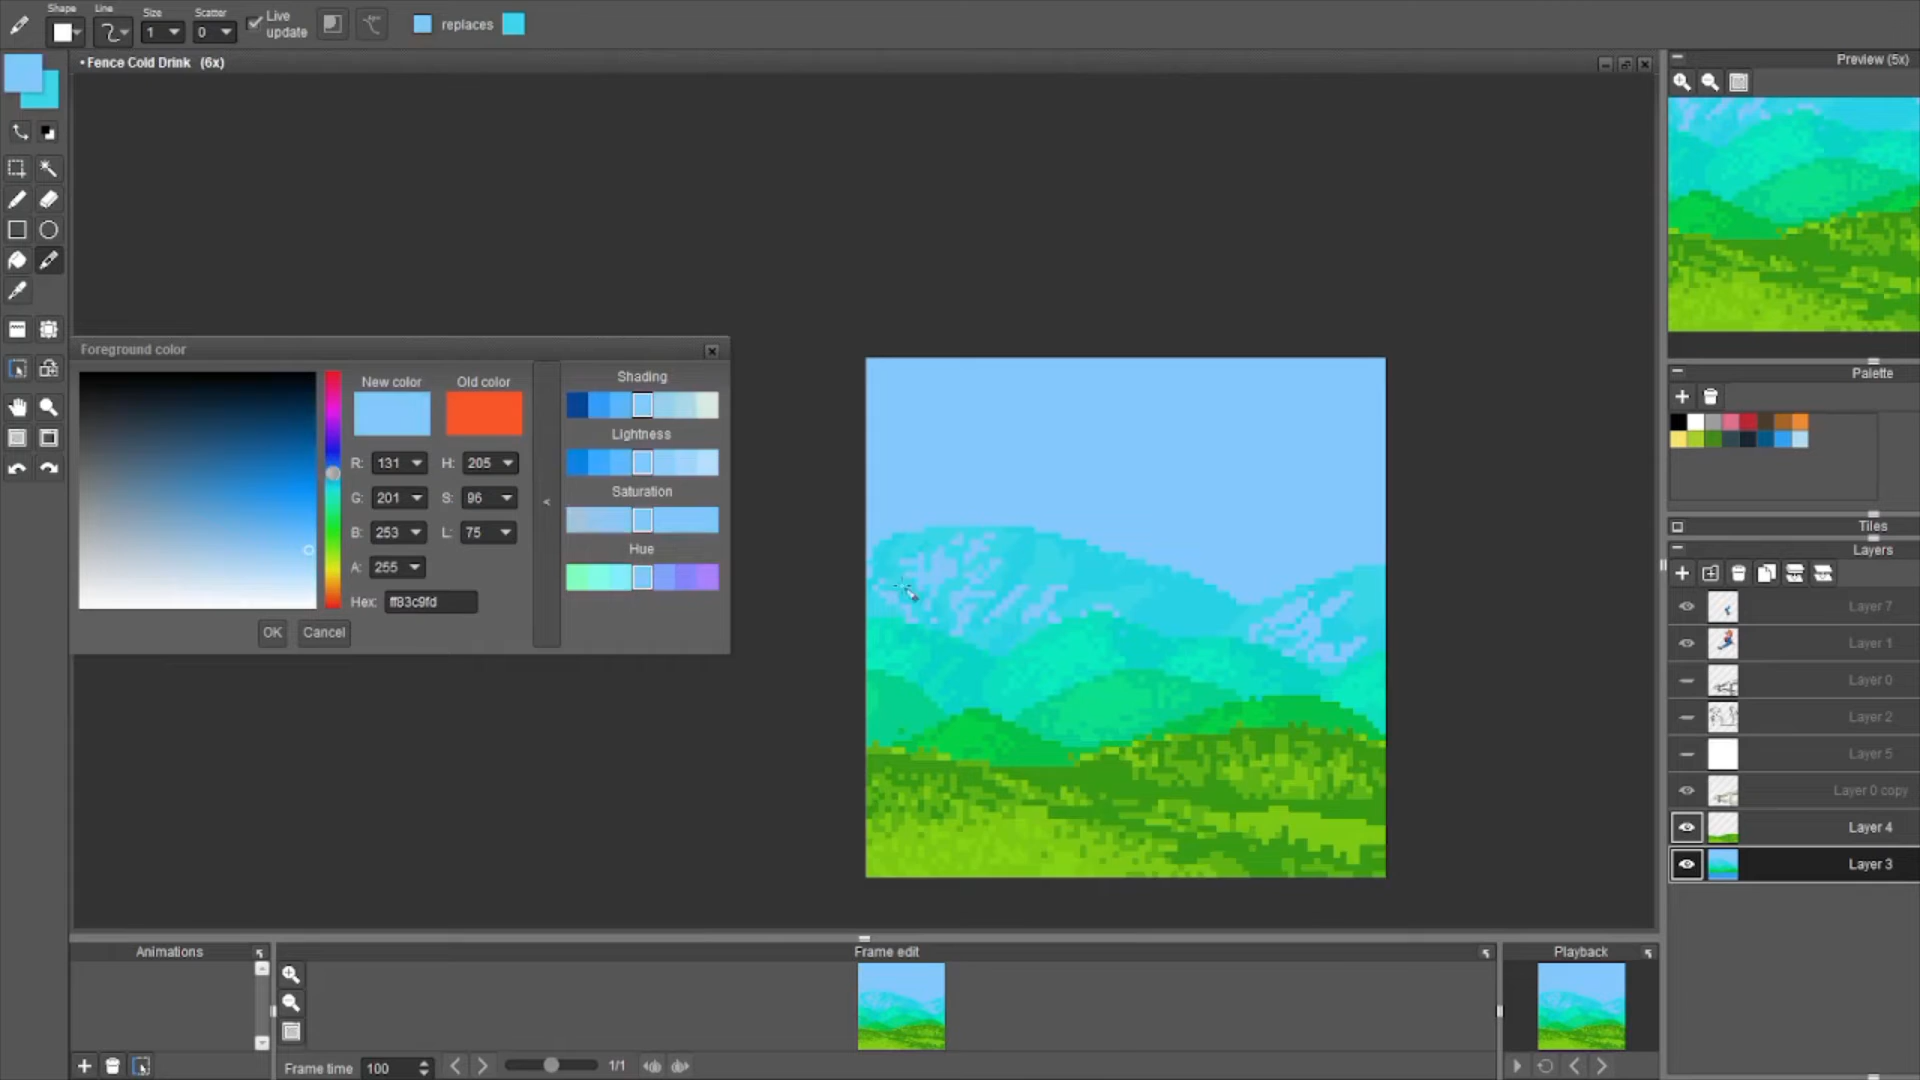 Shape Line Size Scatter
1 0 Live update replaces
•Fence Cold Drink (6x)
Preview (5x)
Foreground color
New color Old color
R: 131 H: 205
G: 201 S: 96
B: 253 L: 75
A: 255
Hex: ff83c9fd
OK Cancel
<
Shading
Lightness
Saturation
Hue
Palette
Tiles
Layers
Layer 7
Layer 1
Layer 0
Layer 2
Layer 5
Layer 0 copy
Layer 4
Layer 3
Animations
Frame edit
Playback
Frame time 100
1/1